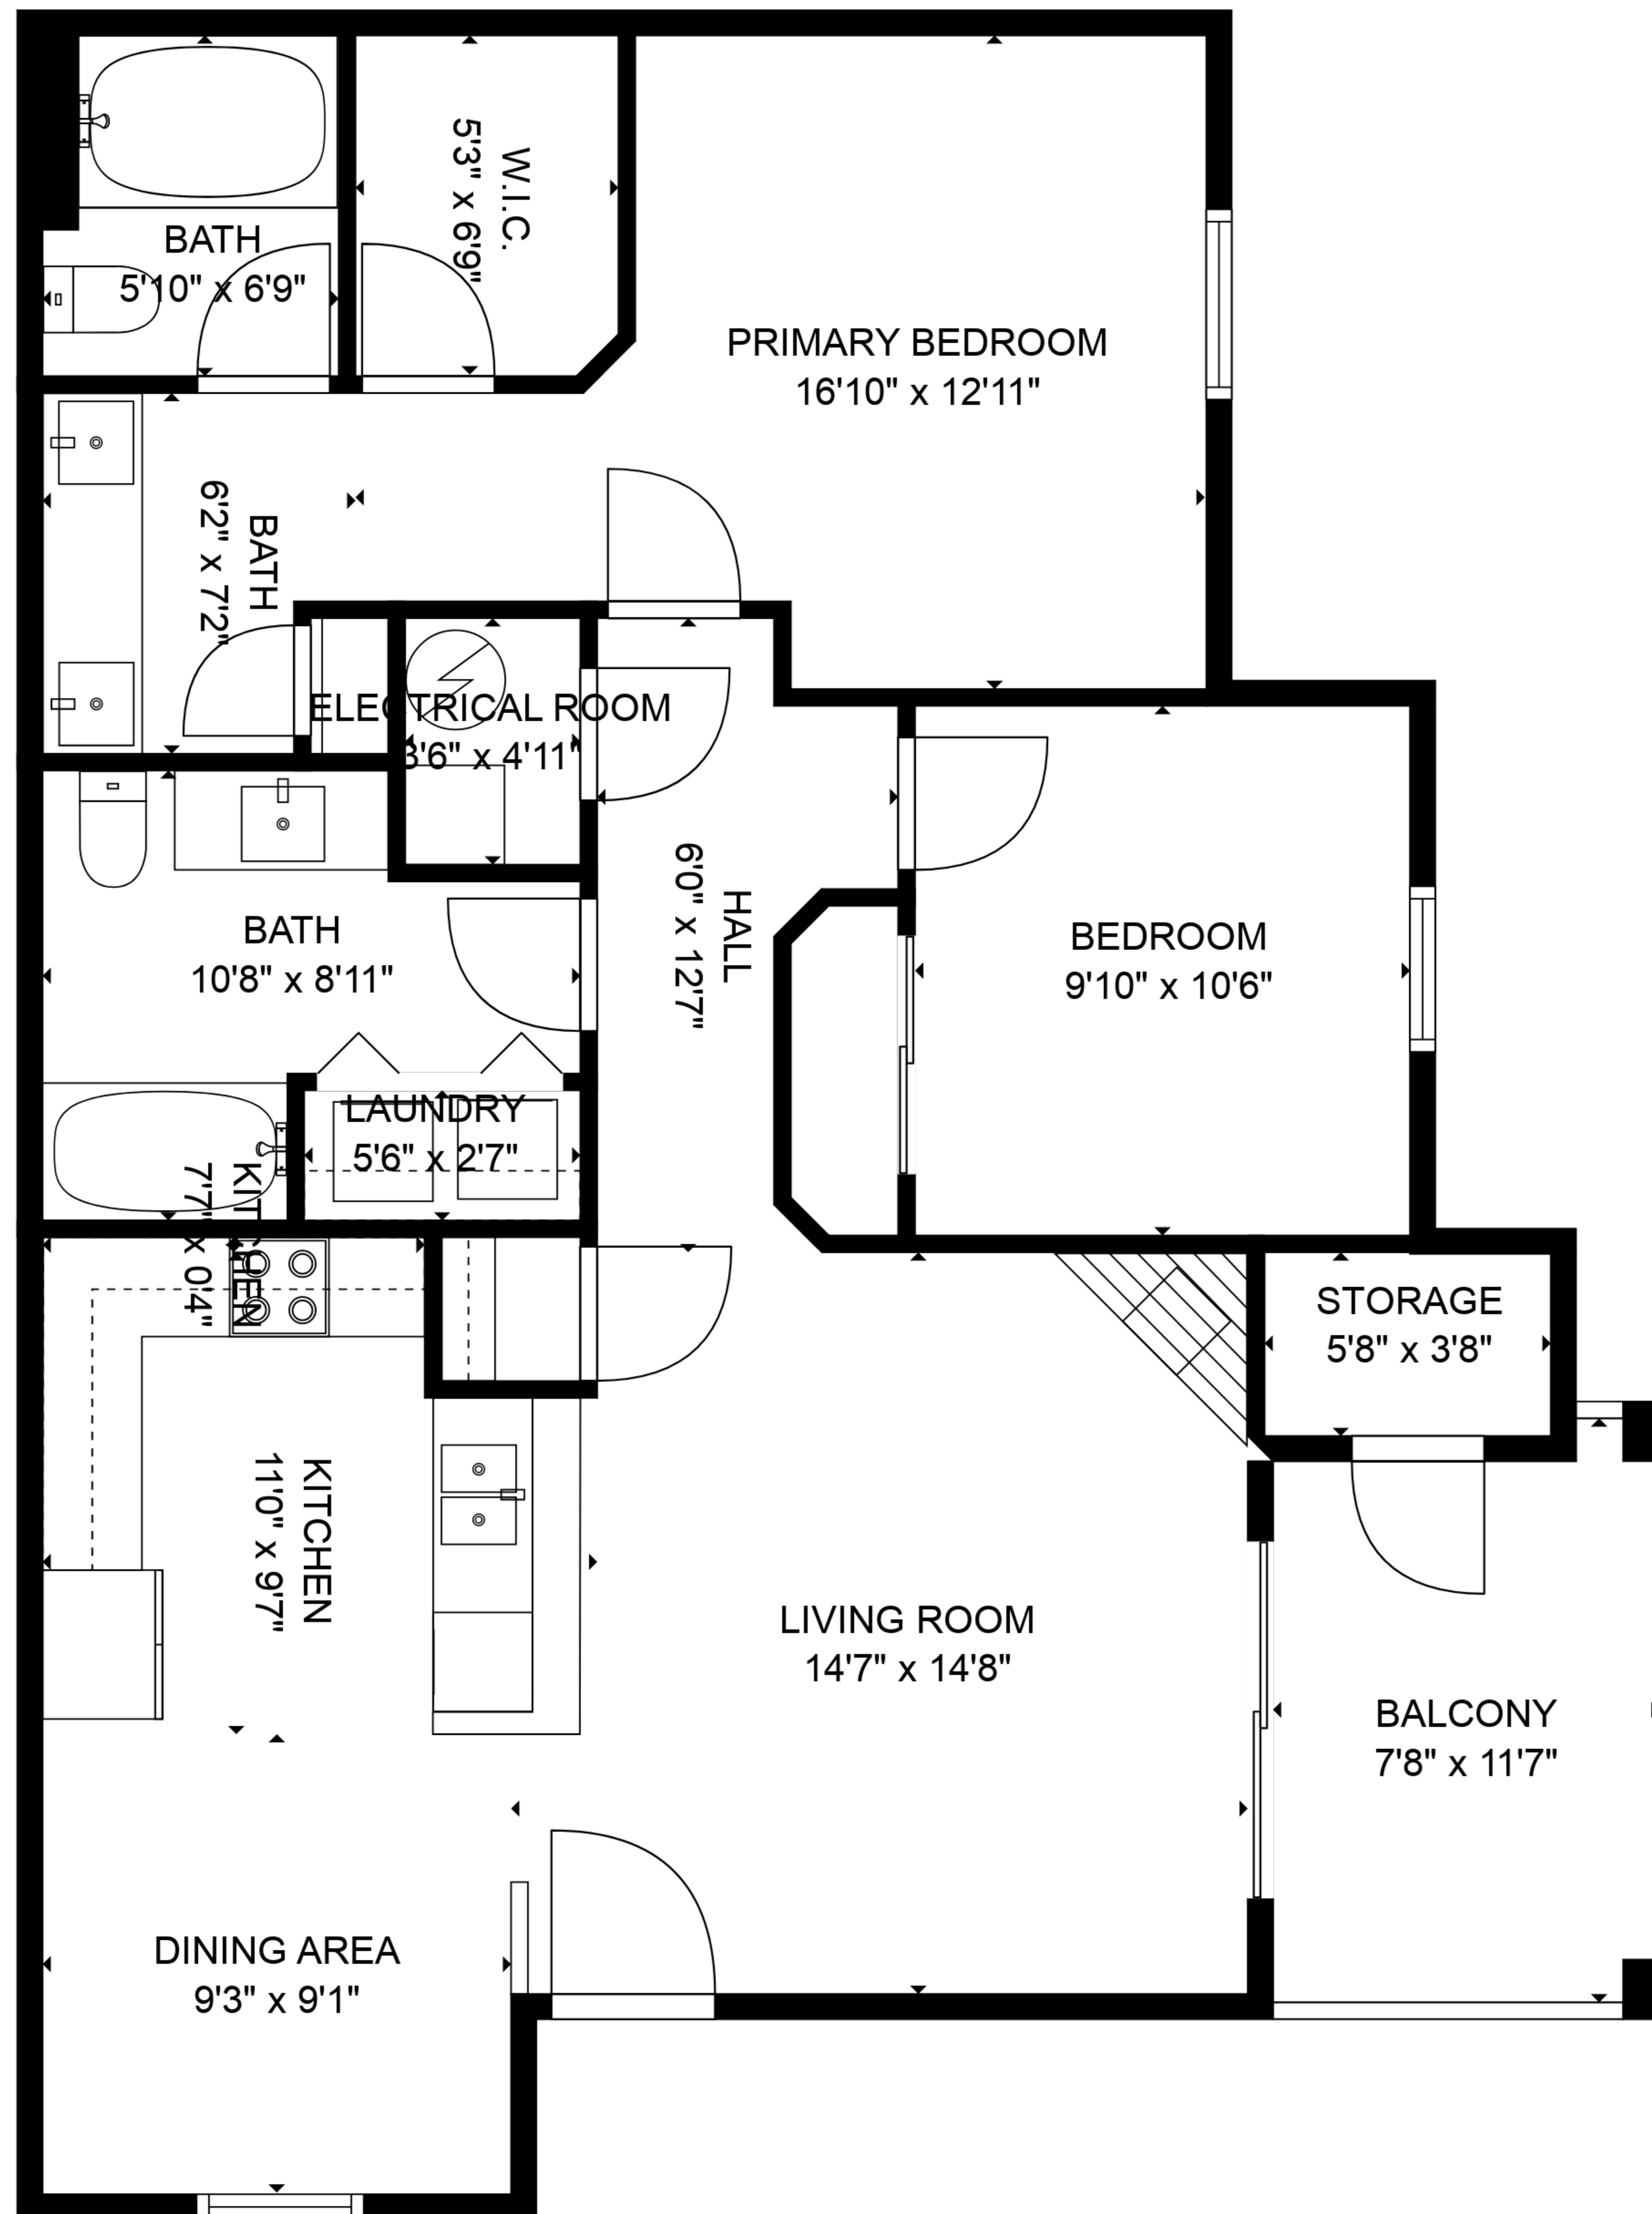 BATH
5'10" x 6'9"
W.I.C.
5'3" x 6'9"
PRIMARY BEDROOM
16'10" x 12'11"
BATH
6'2" x 7'2"
ELECTRICAL ROOM
3'6" x 4'11"
HALL
6'0" x 12'7"
BATH
10'8" x 8'11"
BEDROOM
9'10" x 10'6"
LAUNDRY
5'6" x 2'7"
KITCHEN
7'7" x 0'4"
STORAGE
5'8" x 3'8"
KITCHEN
11'0" x 9'7"
LIVING ROOM
14'7" x 14'8"
BALCONY
7'8" x 11'7"
DINING AREA
9'3" x 9'1"